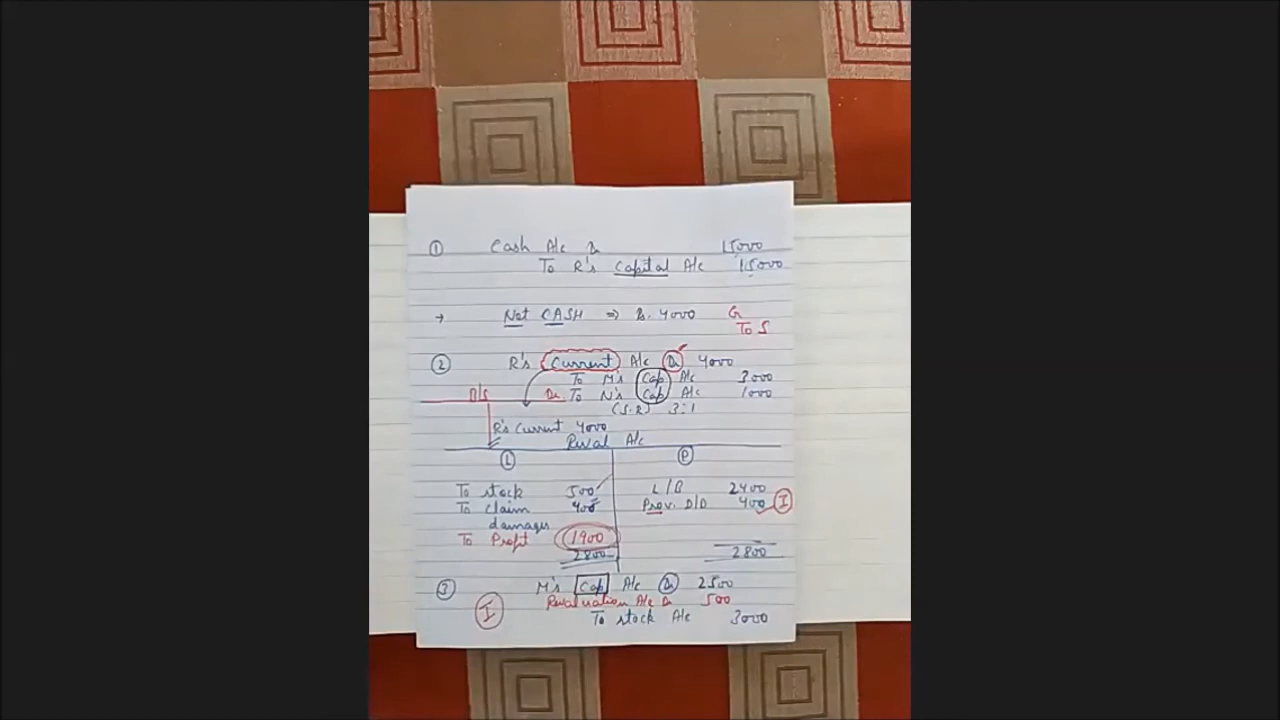 ① Cash A/c Dr 15000
To R's Capital A/c 15000
→ Not CASH ⇒ Rs. 4000 G
To S
② R's Current A/c Dr 4000
To M's Cap A/c 3000
Dr To N's Cap A/c 1000
B/S (S.R) 3:1
R's Current 4000
Reval A/c
Ⓛ Ⓟ
To stock 500 L/B 2400
To claim 400 Prov. D/D 400 I
damages
To Profit 1900
2800 2800
③ M's Cap A/c Dr 2500
I Revaluation A/c Dr 500
To stock A/c 3000